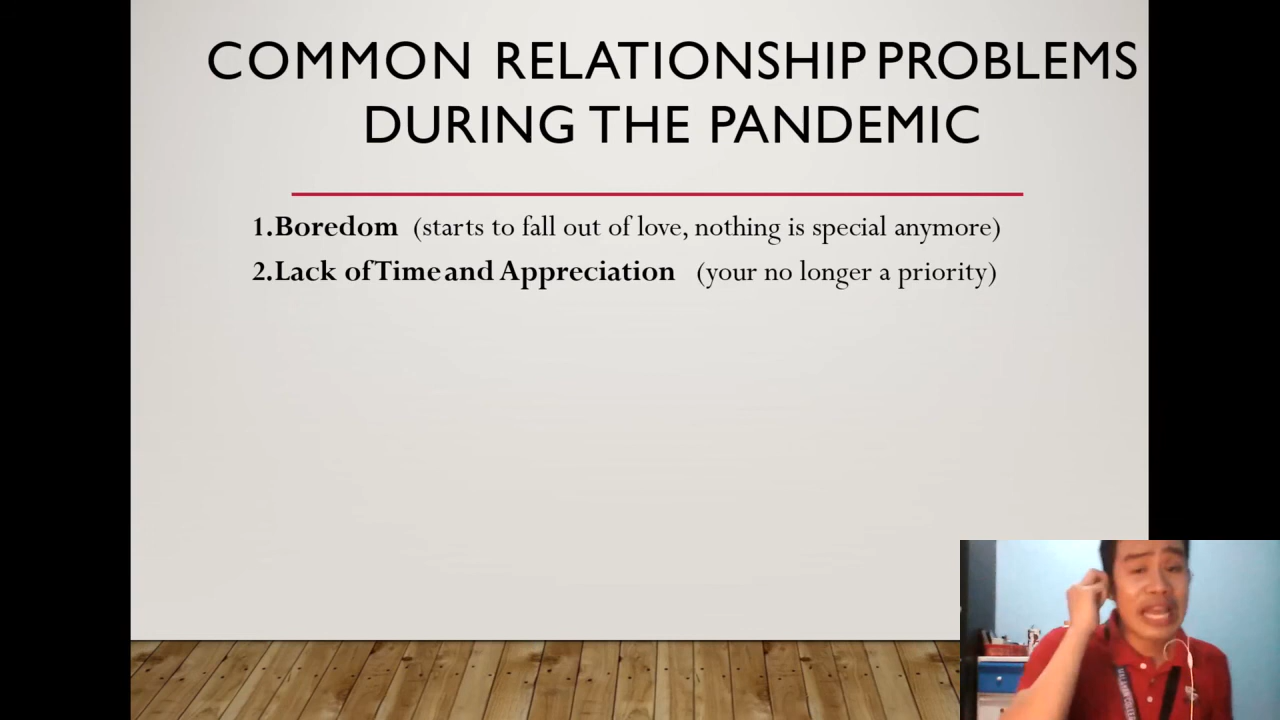 COMMON RELATIONSHIP PROBLEMS
DURING THE PANDEMIC
1.Boredom (starts to fall out of love, nothing is special anymore)
2.Lack of Time and Appreciation (your no longer a priority)